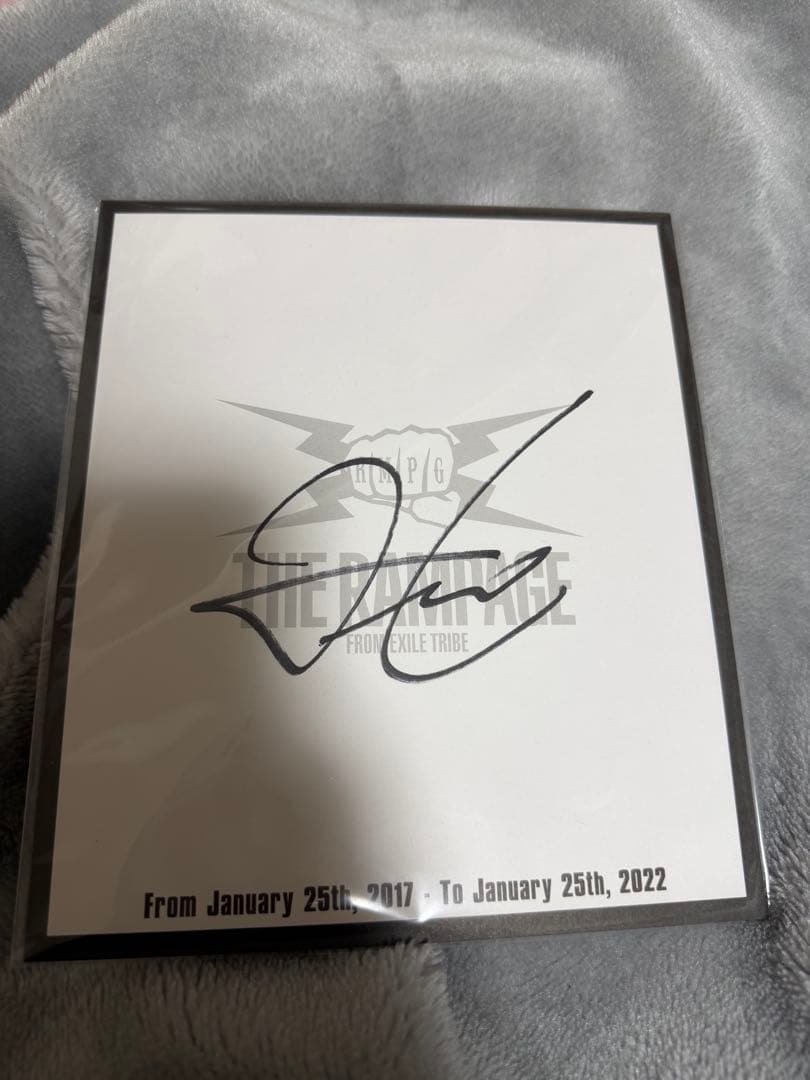 RMPG
THE RAMPAGE
FROM EXILE TRIBE
From January 25th, 2017 - To January 25th, 2022